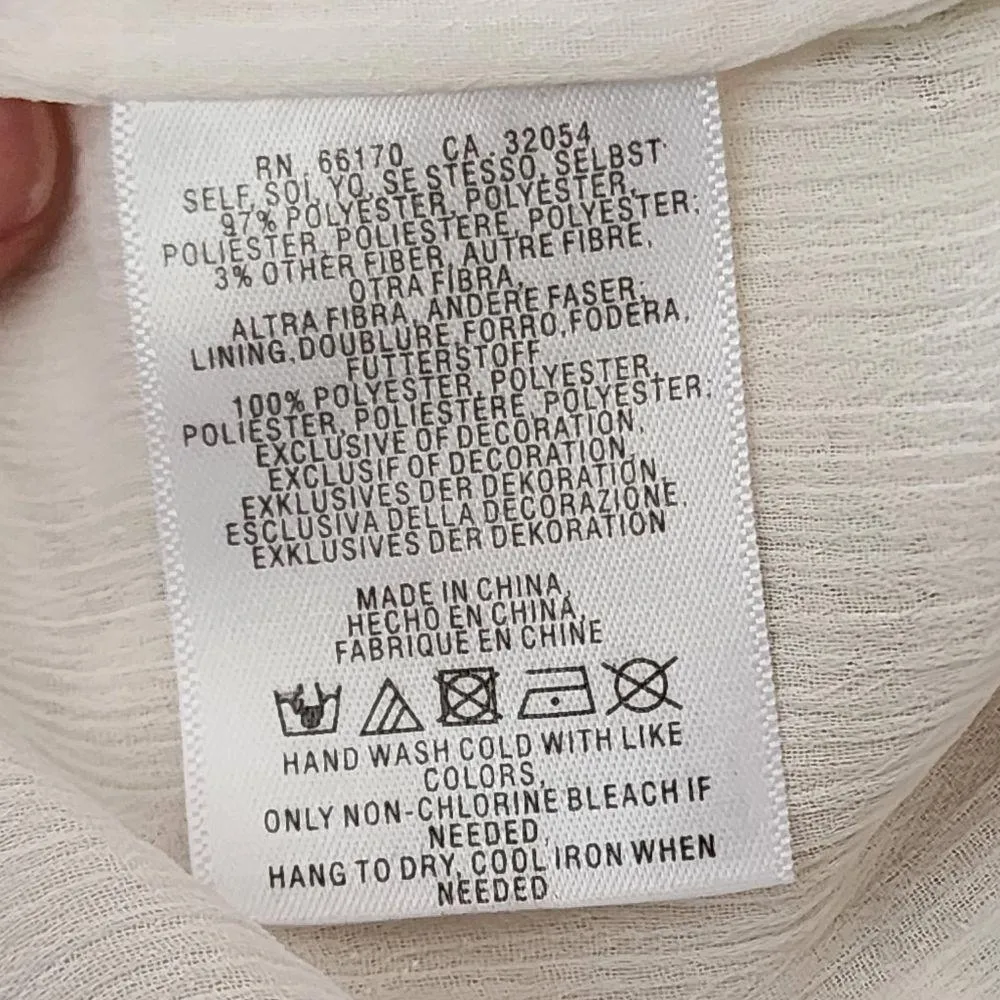 RN 66170 CA 32054
SELF, SOI, YO, SE STESSO, SELBST
97% POLYESTER, POLYESTER,
POLIESTER, POLIESTERE, POLYESTER;
3% OTHER FIBER, AUTRE FIBRE,
OTRA FIBRA,
ALTRA FIBRA, ANDERE FASER,
LINING, DOUBLURE, FORRO, FODERA,
FUTTERSTOFF
100% POLYESTER, POLYESTER,
POLIESTER, POLIESTERE, POLYESTER;
EXCLUSIVE OF DECORATION,
EXCLUSIF OF DECORATION,
EXKLUSIVES DER DEKORATION,
ESCLUSIVA DELLA DECORAZIONE
EXKLUSIVES DER DEKORATION
MADE IN CHINA,
HECHO EN CHINA,
FABRIQUE EN CHINE
HAND WASH COLD WITH LIKE
COLORS,
ONLY NON-CHLORINE BLEACH IF
NEEDED,
HANG TO DRY, COOL IRON WHEN
NEEDED